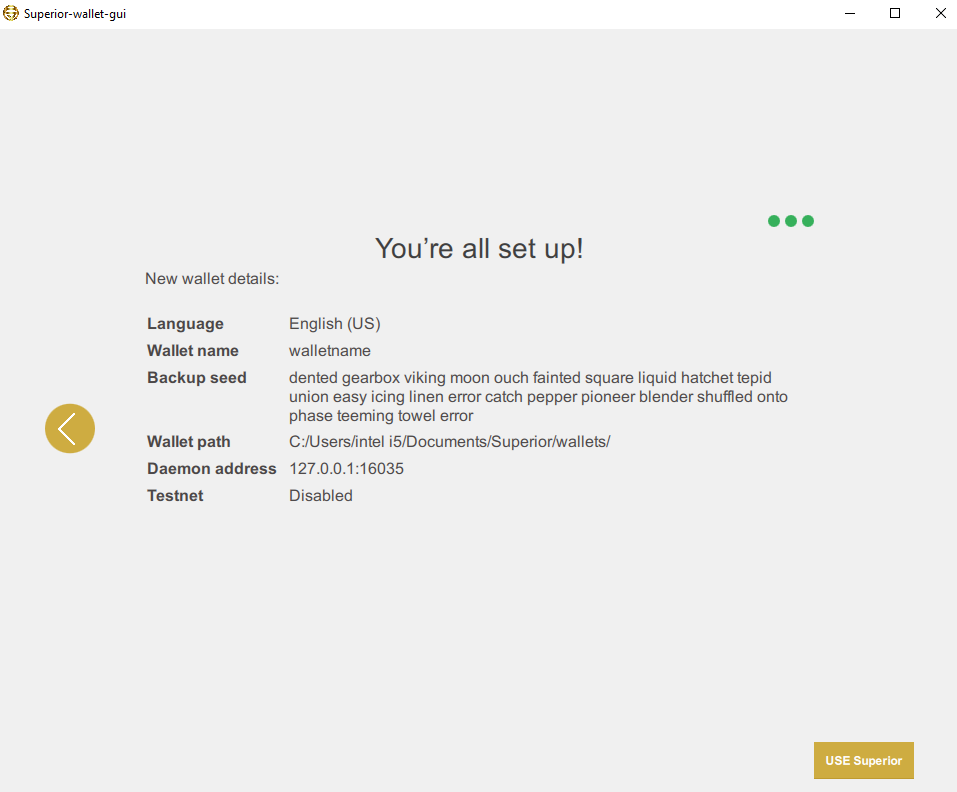 Superior-wallet-gui
You’re all set up!
New wallet details:
Language English (US)
Wallet name walletname
Backup seed dented gearbox viking moon ouch fainted square liquid hatchet tepid
union easy icing linen error catch pepper pioneer blender shuffled onto
phase teeming towel error
Wallet path C:/Users/intel i5/Documents/Superior/wallets/
Daemon address 127.0.0.1:16035
Testnet Disabled
USE Superior